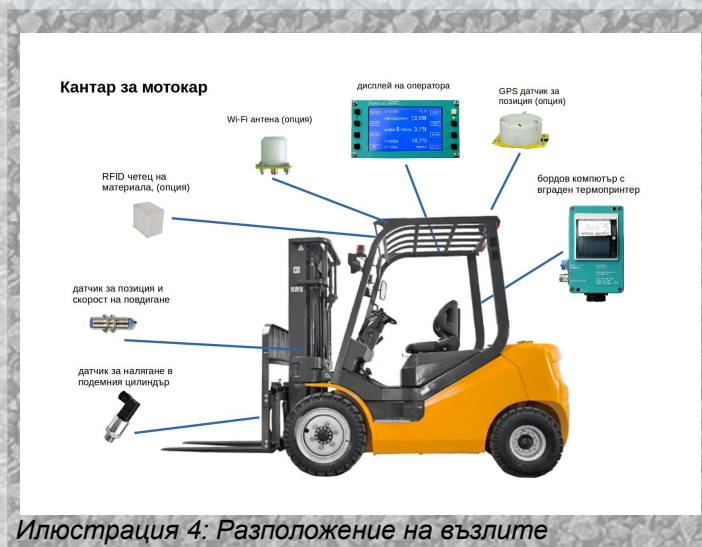 Кантар за мотокар
дисплей на оператора
GPS датчик за
позиция (опция)
Wi-Fi антена (опция)
RFID четец на
материала, (опция)
бордов компютър с
вграден термопринтер
датчик за позиция и
скорост на повдигане
датчик за налягане в
подемния цилиндър
Илюстрация 4: Разположение на възлите